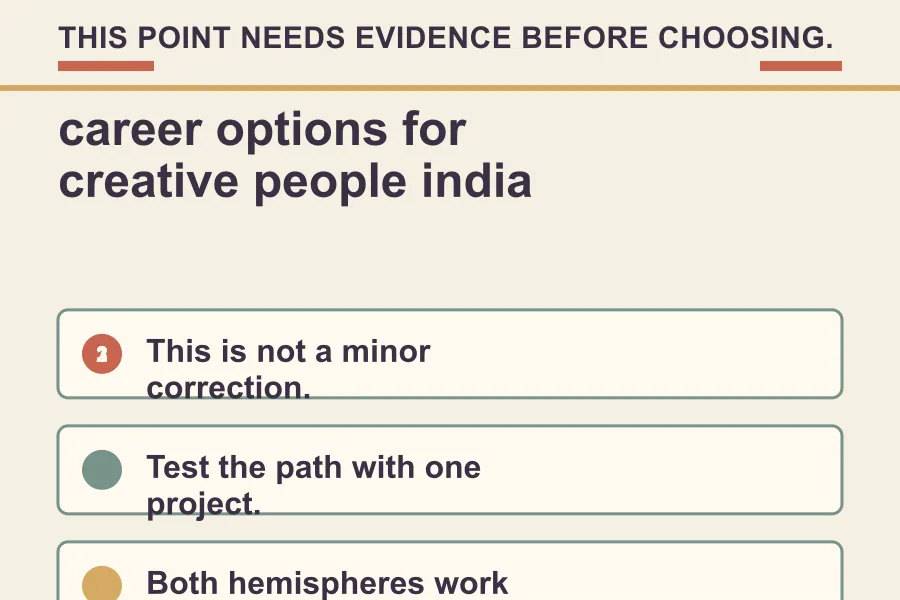 THIS POINT NEEDS EVIDENCE BEFORE CHOOSING.
career options for
creative people india
This is not a minor
correction.
Test the path with one
project.
Both hemispheres work